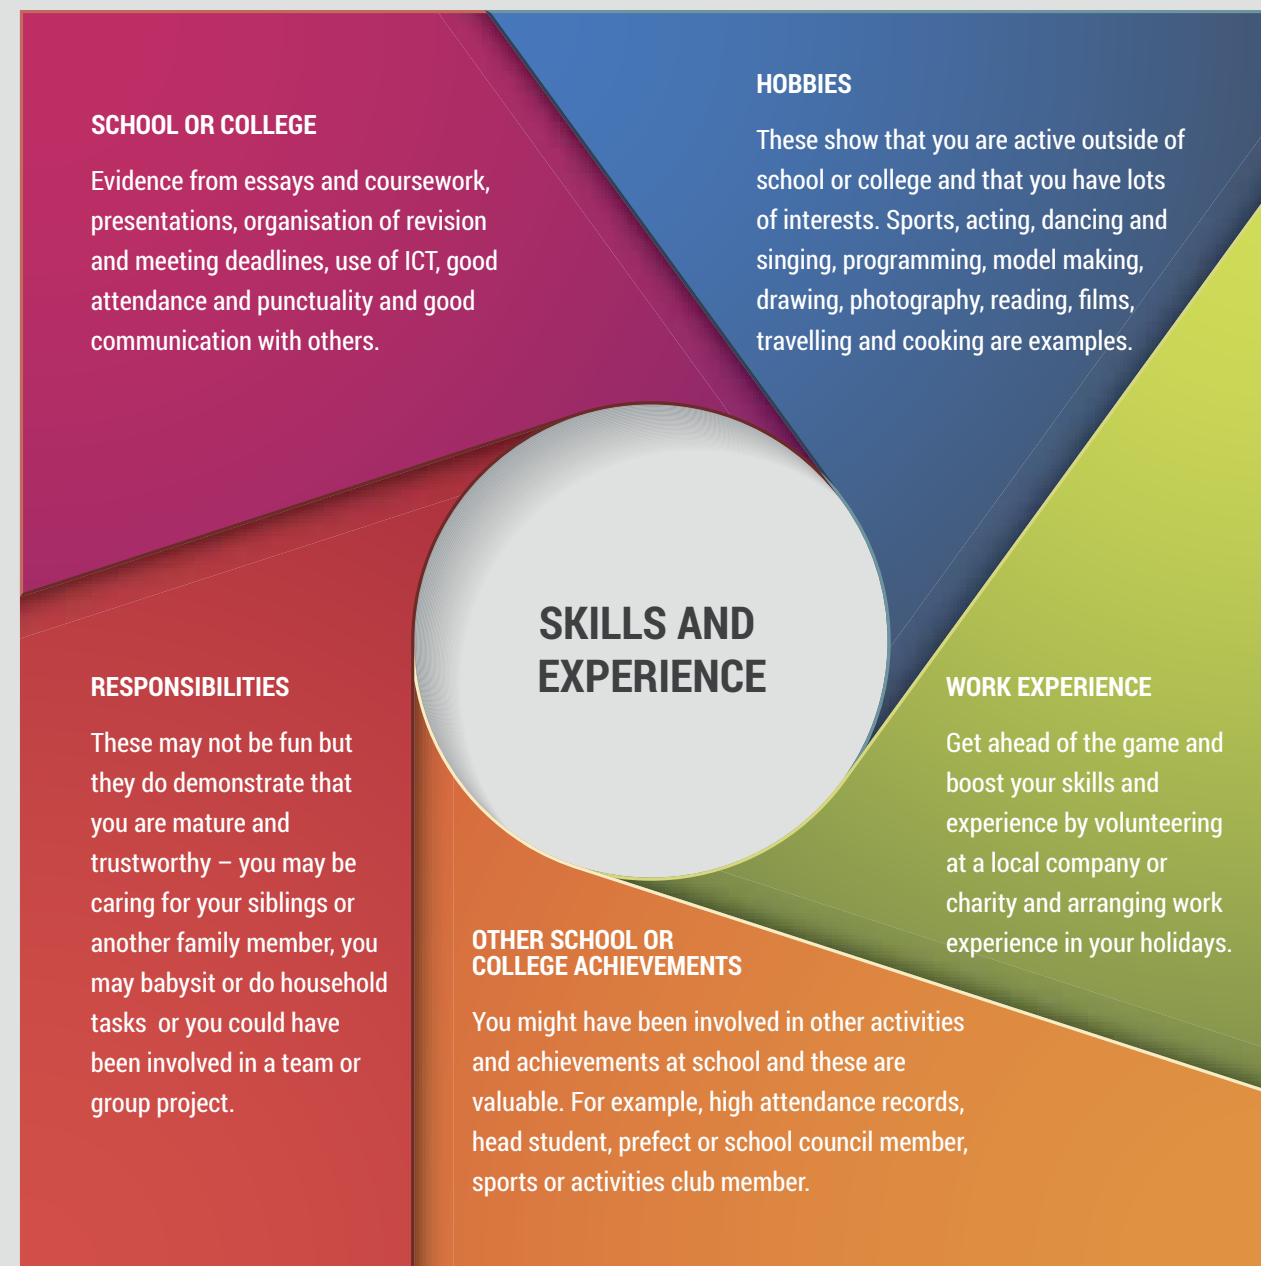 SCHOOL OR COLLEGE
Evidence from essays and coursework,
presentations, organisation of revision
and meeting deadlines, use of ICT, good
attendance and punctuality and good
communication with others.
HOBBIES
These show that you are active outside of
school or college and that you have lots
of interests. Sports, acting, dancing and
singing, programming, model making,
drawing, photography, reading, films,
travelling and cooking are examples.
SKILLS AND
EXPERIENCE
RESPONSIBILITIES
These may not be fun but
they do demonstrate that
you are mature and
trustworthy – you may be
caring for your siblings or
another family member, you
may babysit or do household
tasks  or you could have
been involved in a team or
group project.
WORK EXPERIENCE
Get ahead of the game and
boost your skills and
experience by volunteering
at a local company or
charity and arranging work
experience in your holidays.
OTHER SCHOOL OR
COLLEGE ACHIEVEMENTS
You might have been involved in other activities
and achievements at school and these are
valuable. For example, high attendance records,
head student, prefect or school council member,
sports or activities club member.